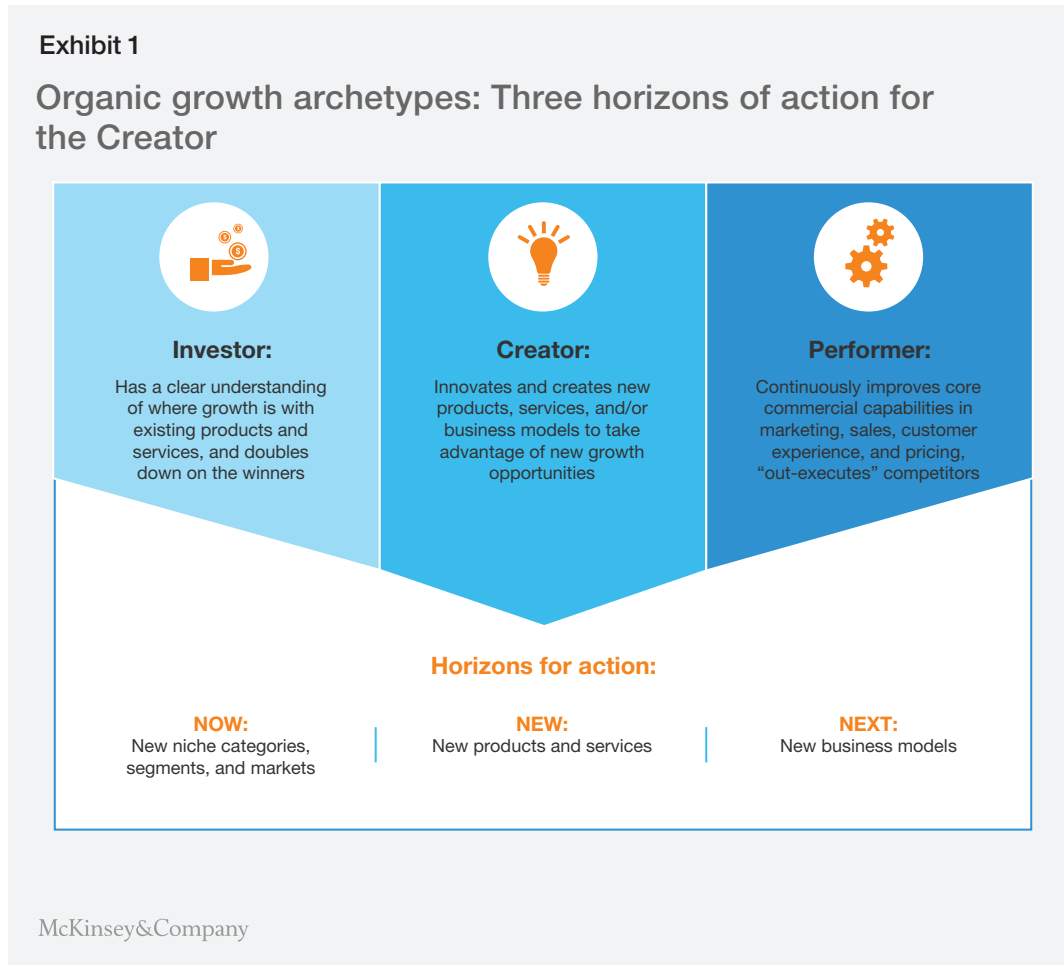 Exhibit 1
Organic growth archetypes: Three horizons of action for
the Creator
Investor:
Has a clear understanding
of where growth is with
existing products and
services, and doubles
down on the winners
Creator:
Innovates and creates new
products, services, and/or
business models to take
advantage of new growth
opportunities
Performer:
Continuously improves core
commercial capabilities in
marketing, sales, customer
experience, and pricing,
“out-executes” competitors
Horizons for action:
NOW:
New niche categories,
segments, and markets
NEW:
New products and services
NEXT:
New business models
McKinsey&Company